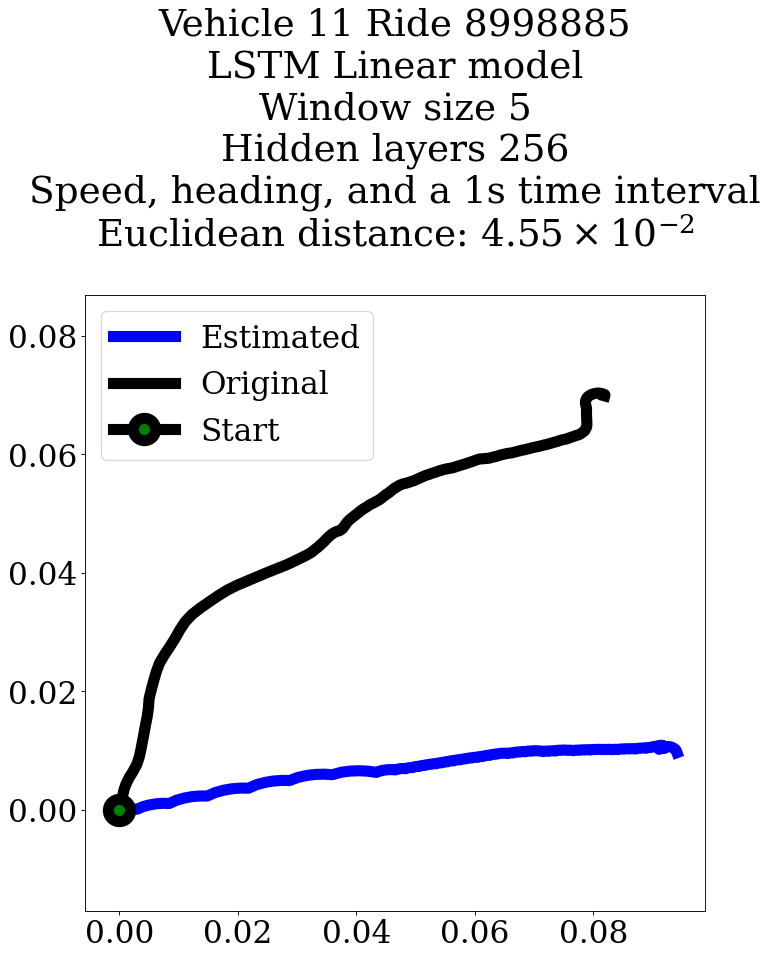 Vehicle 11 Ride 8998885
LSTM Linear model
Window size 5
Hidden layers 256
Speed, heading, and a 1s time interval
Euclidean distance: 4.55 × 10⁻²
Estimated
Original
Start
0.08
0.06
0.04
0.02
0.00
0.00 0.02 0.04 0.06 0.08